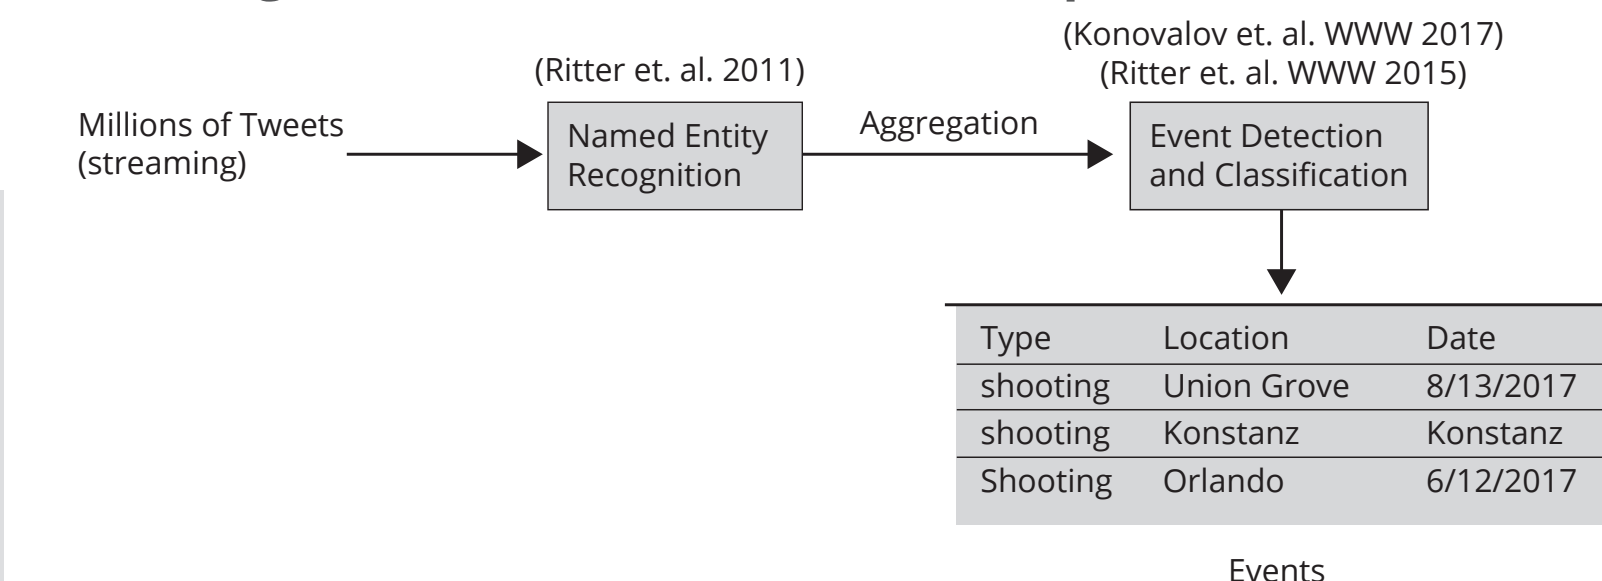 (Konovalov et. al. WWW 2017)
(Ritter et. al. 2011)
(Ritter et. al. WWW 2015)
Millions of Tweets
(streaming)
Named Entity
Recognition
Aggregation
Event Detection
and Classification
Type Location Date
shooting Union Grove 8/13/2017
shooting Konstanz Konstanz
Shooting Orlando 6/12/2017
Events